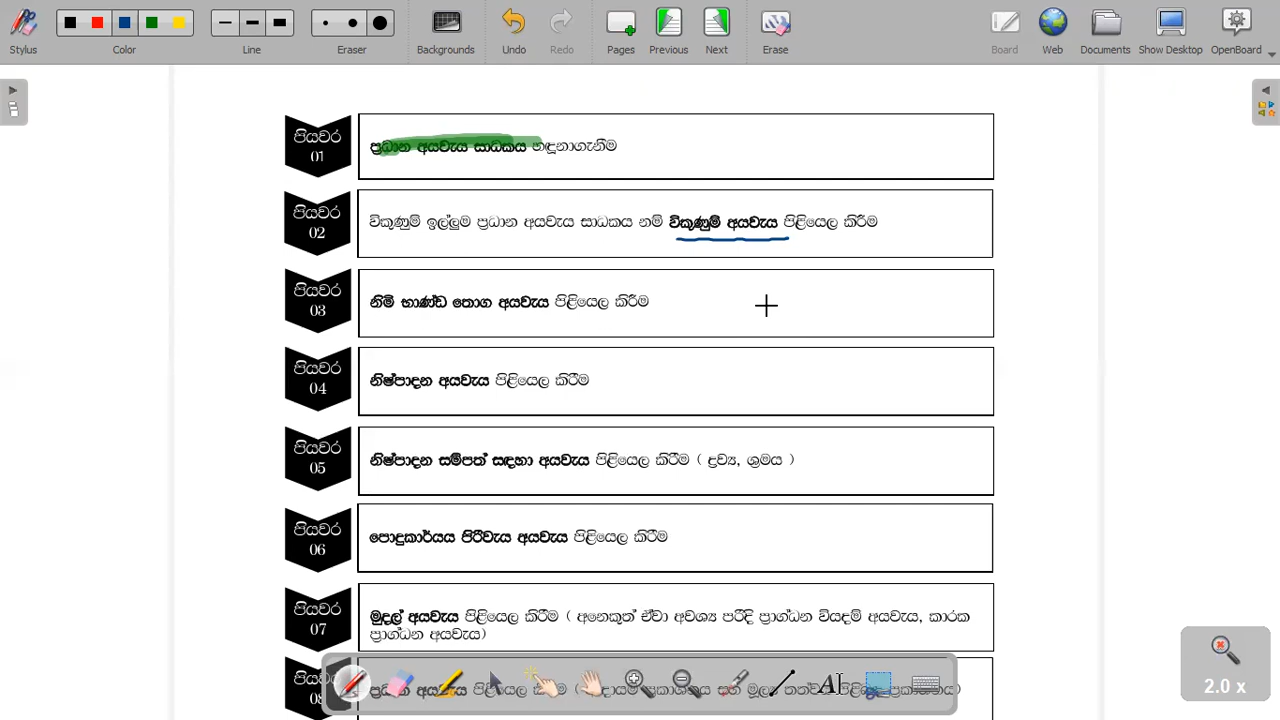 Stylus
Color
Line
Eraser
Backgrounds
Undo
Redo
Pages
Previous
Next
Erase
Board
Web
Documents
Show Desktop
OpenBoard
පියවර 01
ප්‍රධාන අයවැය සාධකය හඳුනාගැනීම
පියවර 02
විකුණුම් ඉල්ලුම ප්‍රධාන අයවැය සාධකය නම් විකුණුම් අයවැය පිළියෙල කිරීම
පියවර 03
නිමි භාණ්ඩ තොග අයවැය පිළියෙල කිරීම
පියවර 04
නිෂ්පාදන අයවැය පිළියෙල කිරීම
පියවර 05
නිෂ්පාදන සම්පත් සඳහා අයවැය පිළියෙල කිරීම ( ද්‍රව්‍ය, ශ්‍රමය )
පියවර 06
පොදුකාර්යය පිරිවැය අයවැය පිළියෙල කිරීම
පියවර 07
මුදල් අයවැය පිළියෙල කිරීම ( අනෙකුත් ඒවා අවශ්‍ය පරිදි ප්‍රාග්ධන වියදම් අයවැය, කාරක
ප්‍රාග්ධන අයවැය)
ප්‍රධාන අයවැය පිළියෙල
2.0 x